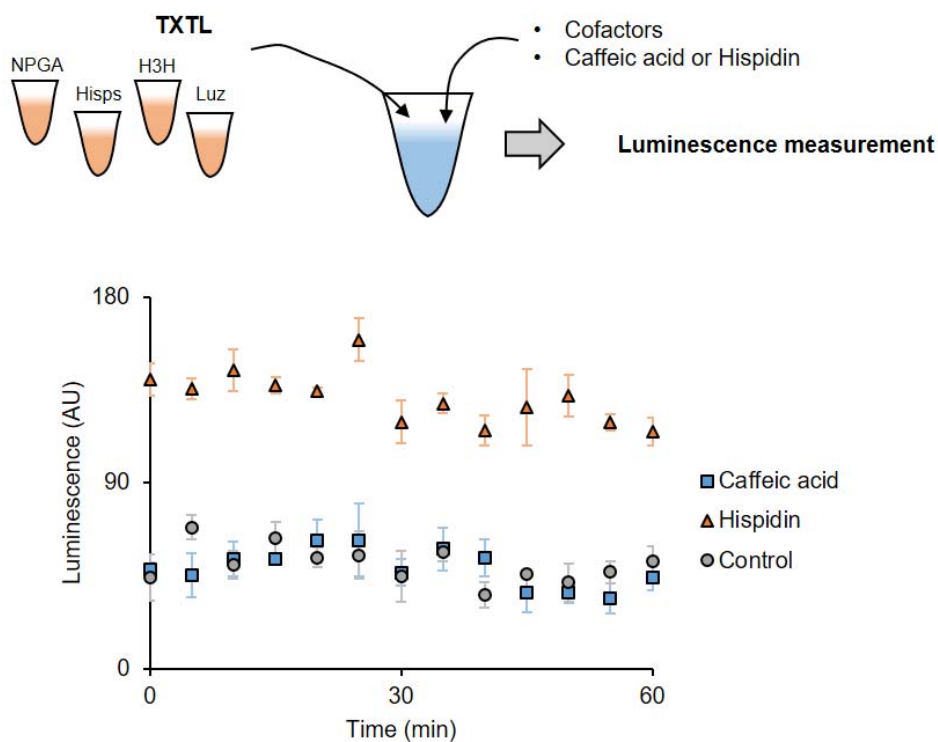 TXTL
NPGA
Hisps
H3H
Luz
• Cofactors
• Caffeic acid or Hispidin
Luminescence measurement
180
90
0
Luminescence (AU)
0
30
60
Time (min)
Caffeic acid
Hispidin
Control